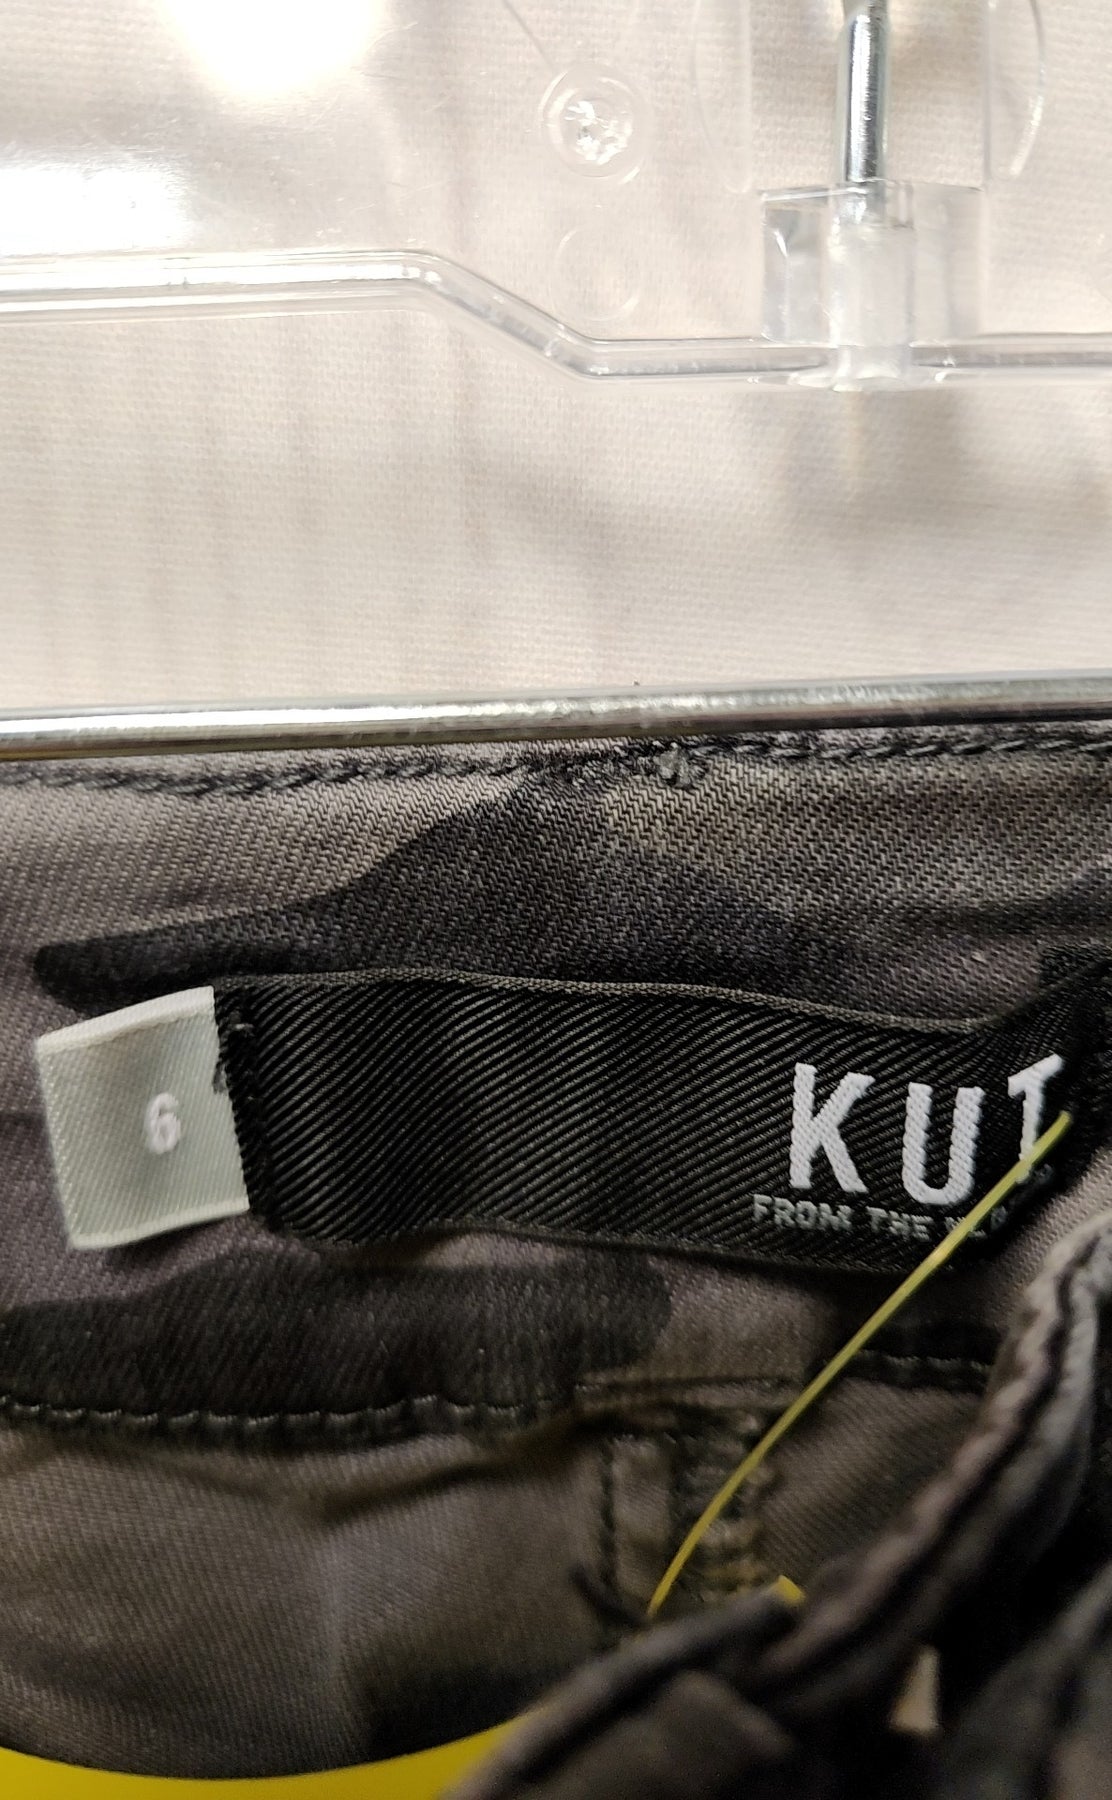 6
KUT
FROM THE